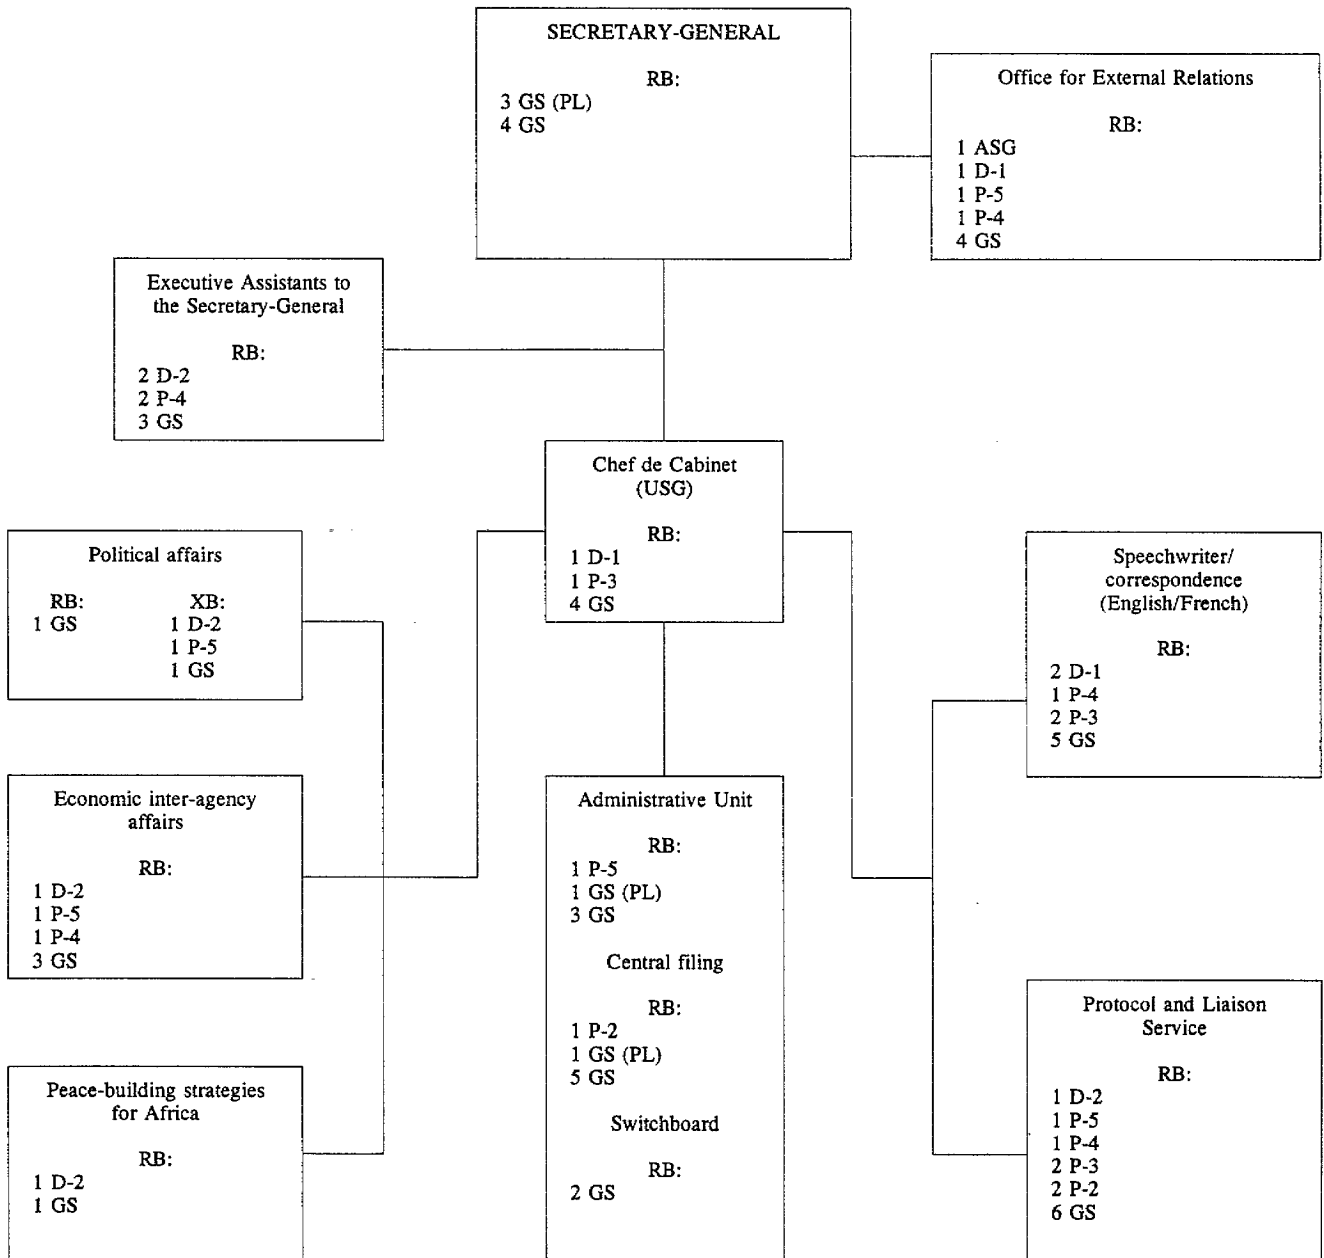 SECRETARY-GENERAL
RB:
3 GS (PL)
4 GS
Office for External Relations
RB:
1 ASG
1 D-1
1 P-5
1 P-4
4 GS
Executive Assistants to
the Secretary-General
RB:
2 D-2
2 P-4
3 GS
Chef de Cabinet
(USG)
RB:
1 D-1
1 P-3
4 GS
Political affairs
RB: XB:
1 GS 1 D-2
1 P-5
1 GS
Speechwriter/
correspondence
(English/French)
RB:
2 D-1
1 P-4
2 P-3
5 GS
Economic inter-agency
affairs
RB:
1 D-2
1 P-5
1 P-4
3 GS
Administrative Unit
RB:
1 P-5
1 GS (PL)
3 GS
Central filing
RB:
1 P-2
1 GS (PL)
5 GS
Switchboard
RB:
2 GS
Peace-building strategies
for Africa
RB:
1 D-2
1 GS
Protocol and Liaison
Service
RB:
1 D-2
1 P-5
1 P-4
2 P-3
2 P-2
6 GS